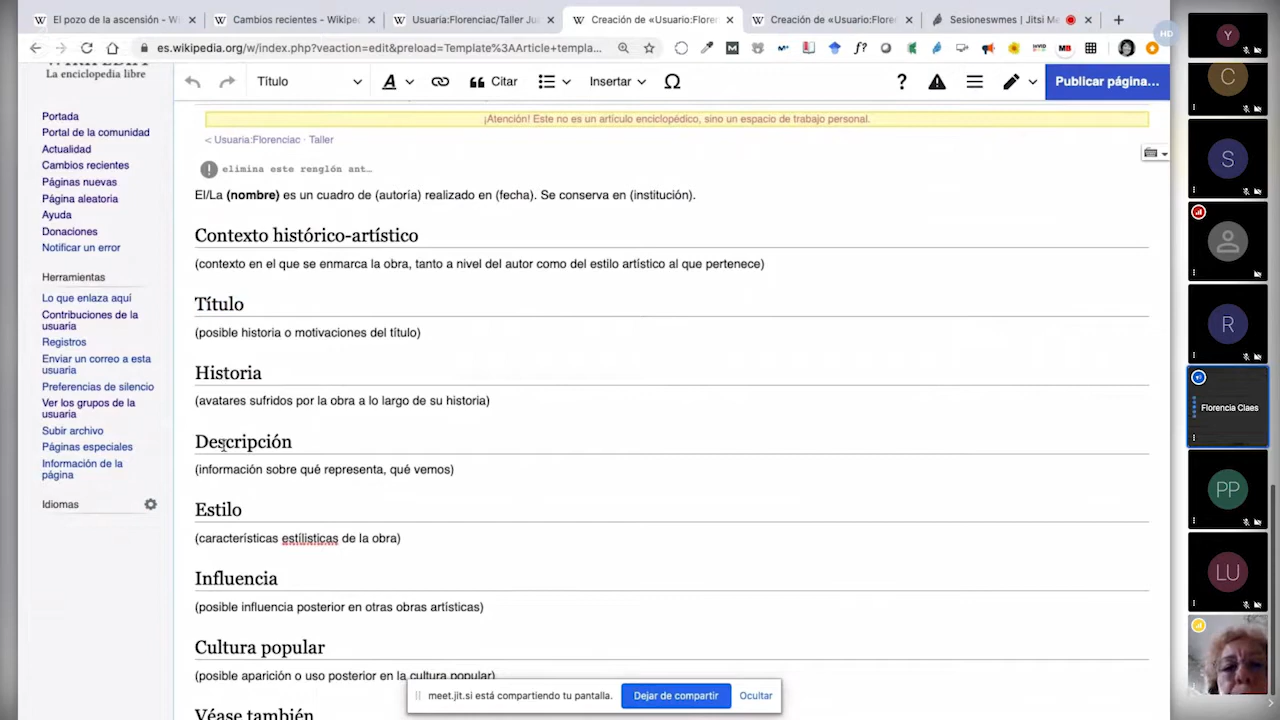 El pozo de la ascensión - Wi
Cambios recientes - Wikipe
Usuaria:Florenciac/Taller Ju
Creación de «Usuario:Floren
Creación de «Usuario:Floren
Sesioneswmes | Jitsi Me
MD
Y
es.wikipedia.org/w/index.php?veaction=edit&preload=Template%3AArticle+templa...
C
WIKIPEDIA
La enciclopedia libre
Título
Citar
Insertar
Publicar página...
¡Atención! Este no es un artículo enciclopédico, sino un espacio de trabajo personal.
< Usuaria:Florenciac · Taller
elimina este renglón ant…
El/La (nombre) es un cuadro de (autoría) realizado en (fecha). Se conserva en (institución).
Contexto histórico-artístico
(contexto en el que se enmarca la obra, tanto a nivel del autor como del estilo artístico al que pertenece)
Título
(posible historia o motivaciones del título)
Historia
(avatares sufridos por la obra a lo largo de su historia)
Descripción
(información sobre qué representa, qué vemos)
Estilo
(características estílisticas de la obra)
Influencia
(posible influencia posterior en otras obras artísticas)
Cultura popular
(posible aparición o uso posterior en la cultura popular)
Véase también
Portada
Portal de la comunidad
Actualidad
Cambios recientes
Páginas nuevas
Página aleatoria
Ayuda
Donaciones
Notificar un error
Herramientas
Lo que enlaza aquí
Contribuciones de la
usuaria
Registros
Enviar un correo a esta
usuaria
Preferencias de silencio
Ver los grupos de la
usuaria
Subir archivo
Páginas especiales
Información de la
página
Idiomas
meet.jit.si está compartiendo tu pantalla.
Dejar de compartir
Ocultar
S
R
Florencia Claes
PP
LU